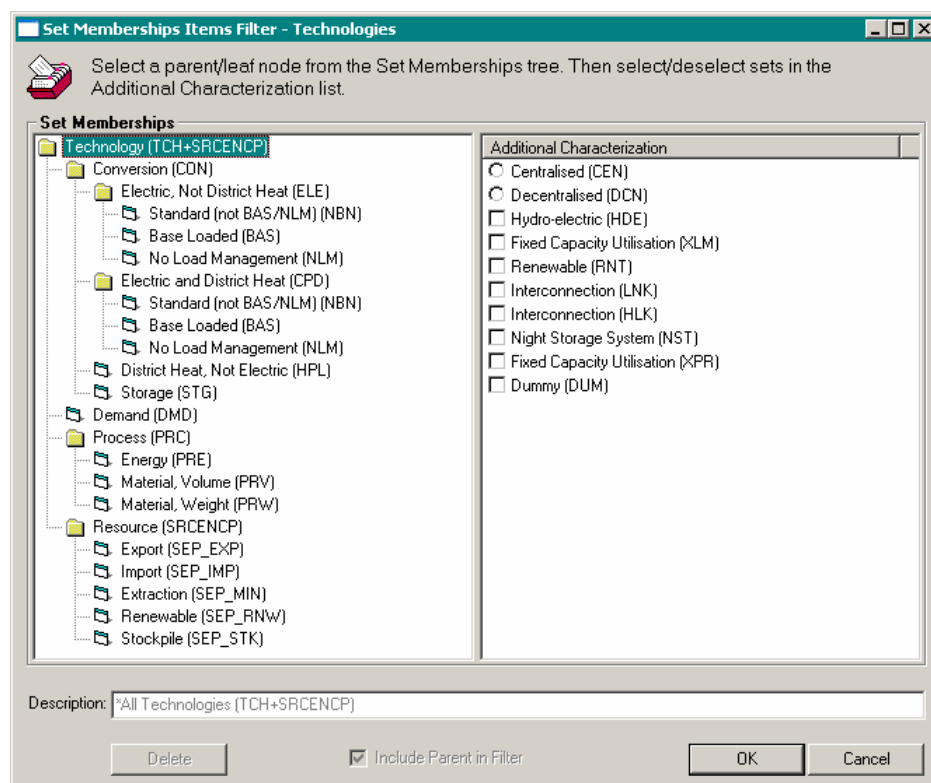 Set Memberships Items Filter - Technologies
Select a parent/leaf node from the Set Memberships tree. Then select/deselect sets in the
Additional Characterization list.
Set Memberships
Technology (TCH+SRCENCP)
Conversion (CON)
Electric, Not District Heat (ELE)
Standard (not BAS/NLM) (NBN)
Base Loaded (BAS)
No Load Management (NLM)
Electric and District Heat (CPD)
Standard (not BAS/NLM) (NBN)
Base Loaded (BAS)
No Load Management (NLM)
District Heat, Not Electric (HPL)
Storage (STG)
Demand (DMD)
Process (PRC)
Energy (PRE)
Material, Volume (PRV)
Material, Weight (PRW)
Resource (SRCENCP)
Export (SEP_EXP)
Import (SEP_IMP)
Extraction (SEP_MIN)
Renewable (SEP_RNW)
Stockpile (SEP_STK)
Additional Characterization
Centralised (CEN)
Decentralised (DCN)
Hydro-electric (HDE)
Fixed Capacity Utilisation (XLM)
Renewable (RNT)
Interconnection (LNK)
Interconnection (HLK)
Night Storage System (NST)
Fixed Capacity Utilisation (XPR)
Dummy (DUM)
Description: *All Technologies (TCH+SRCENCP)
Delete Include Parent in Filter OK Cancel